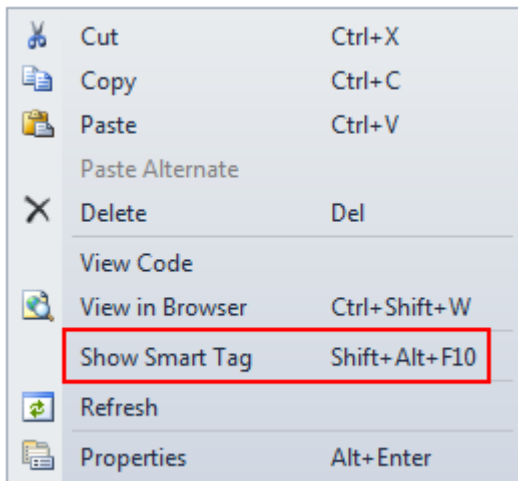 Cut Ctrl+X
Copy Ctrl+C
Paste Ctrl+V
Paste Alternate
Delete Del
View Code
View in Browser Ctrl+Shift+W
Show Smart Tag Shift+Alt+F10
Refresh
Properties Alt+Enter